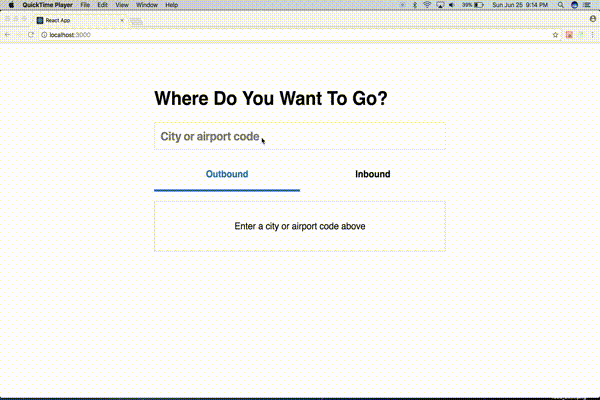 QuickTime Player File Edit View Window Help 39% Sun Jun 25 9:14 PM
React App
localhost:3000
Where Do You Want To Go?
City or airport code
Outbound Inbound
Enter a city or airport code above